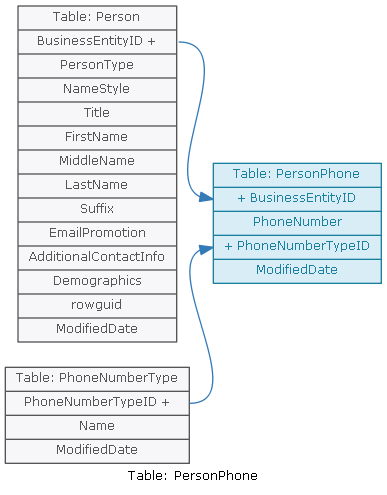 Table: Person
BusinessEntityID +
PersonType
NameStyle
Title
FirstName
MiddleName
LastName
Suffix
EmailPromotion
AdditionalContactInfo
Demographics
rowguid
ModifiedDate
Table: PersonPhone
+ BusinessEntityID
PhoneNumber
+ PhoneNumberTypeID
ModifiedDate
Table: PhoneNumberType
PhoneNumberTypeID +
Name
ModifiedDate
Table: PersonPhone